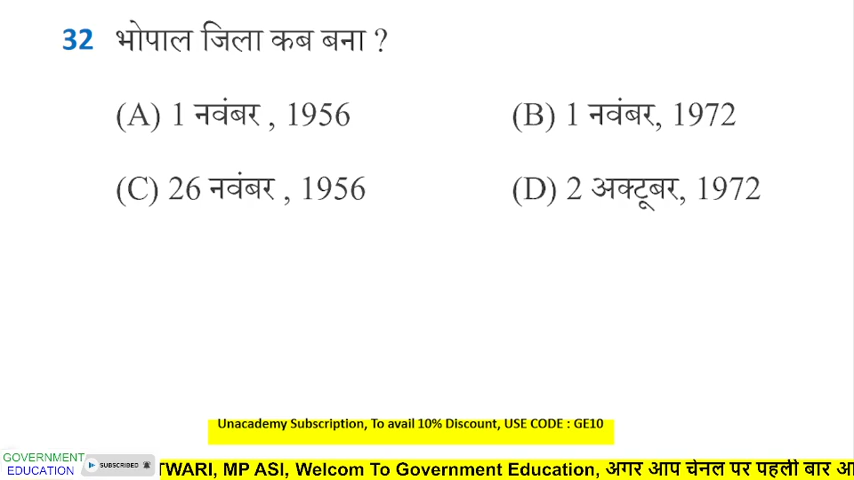 32 भोपाल जिला कब बना ?
(A) 1 नवंबर , 1956
(B) 1 नवंबर, 1972
(C) 26 नवंबर , 1956
(D) 2 अक्टूबर, 1972
Unacademy Subscription, To avail 10% Discount, USE CODE : GE10
GOVERNMENT
EDUCATION
SUBSCRIBED
TWARI, MP ASI, Welcom To Government Education, अगर आप चेनल पर पहली बार आ